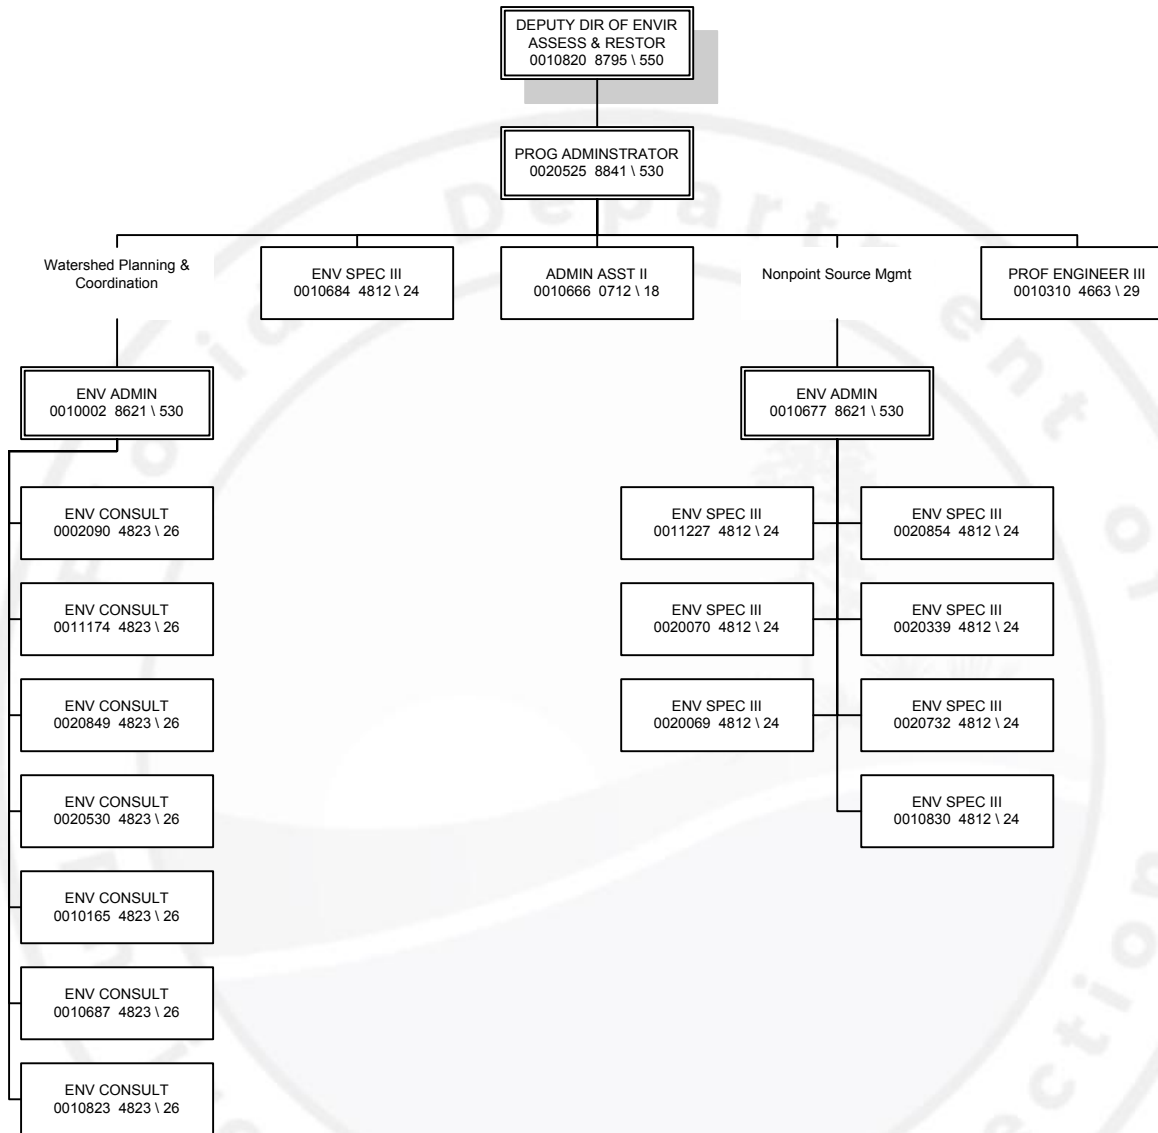 DEPUTY DIR OF ENVIR
ASSESS & RESTOR
0010820 8795 \ 550
PROG ADMINSTRATOR
0020525 8841 \ 530
Watershed Planning &
Coordination
ENV SPEC III
0010684 4812 \ 24
ADMIN ASST II
0010666 0712 \ 18
Nonpoint Source Mgmt
PROF ENGINEER III
0010310 4663 \ 29
ENV ADMIN
0010002 8621 \ 530
ENV ADMIN
0010677 8621 \ 530
ENV CONSULT
0002090 4823 \ 26
ENV CONSULT
0011174 4823 \ 26
ENV CONSULT
0020849 4823 \ 26
ENV CONSULT
0020530 4823 \ 26
ENV CONSULT
0010165 4823 \ 26
ENV CONSULT
0010687 4823 \ 26
ENV CONSULT
0010823 4823 \ 26
ENV SPEC III
0011227 4812 \ 24
ENV SPEC III
0020854 4812 \ 24
ENV SPEC III
0020070 4812 \ 24
ENV SPEC III
0020339 4812 \ 24
ENV SPEC III
0020069 4812 \ 24
ENV SPEC III
0020732 4812 \ 24
ENV SPEC III
0010830 4812 \ 24
Department of